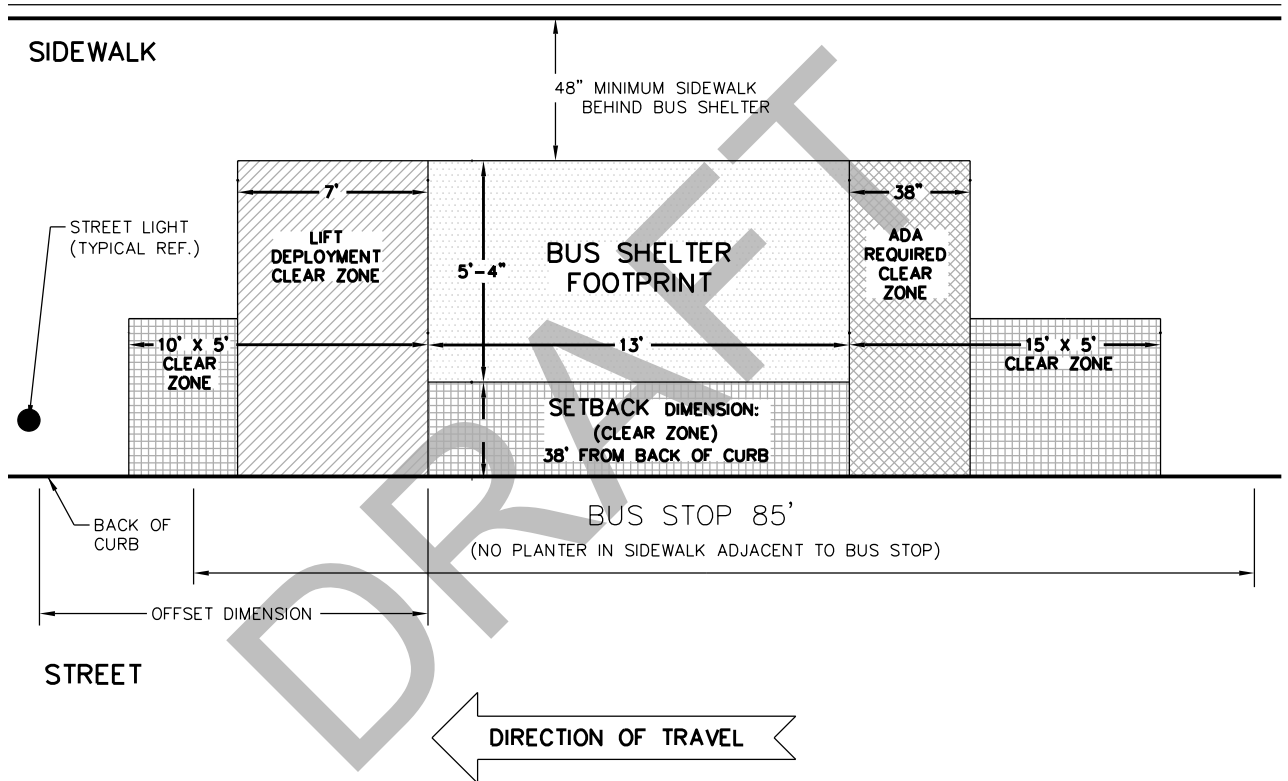 SIDEWALK
48" MINIMUM SIDEWALK
BEHIND BUS SHELTER
STREET LIGHT
(TYPICAL REF.)
7'
LIFT
DEPLOYMENT
CLEAR ZONE
5'-4"
BUS SHELTER
FOOTPRINT
38"
ADA
REQUIRED
CLEAR
ZONE
10' X 5'
CLEAR
ZONE
13'
15' X 5'
CLEAR ZONE
SETBACK DIMENSION:
(CLEAR ZONE)
38' FROM BACK OF CURB
BACK OF
CURB
BUS STOP 85'
(NO PLANTER IN SIDEWALK ADJACENT TO BUS STOP)
OFFSET DIMENSION
STREET
DIRECTION OF TRAVEL
DRAFT